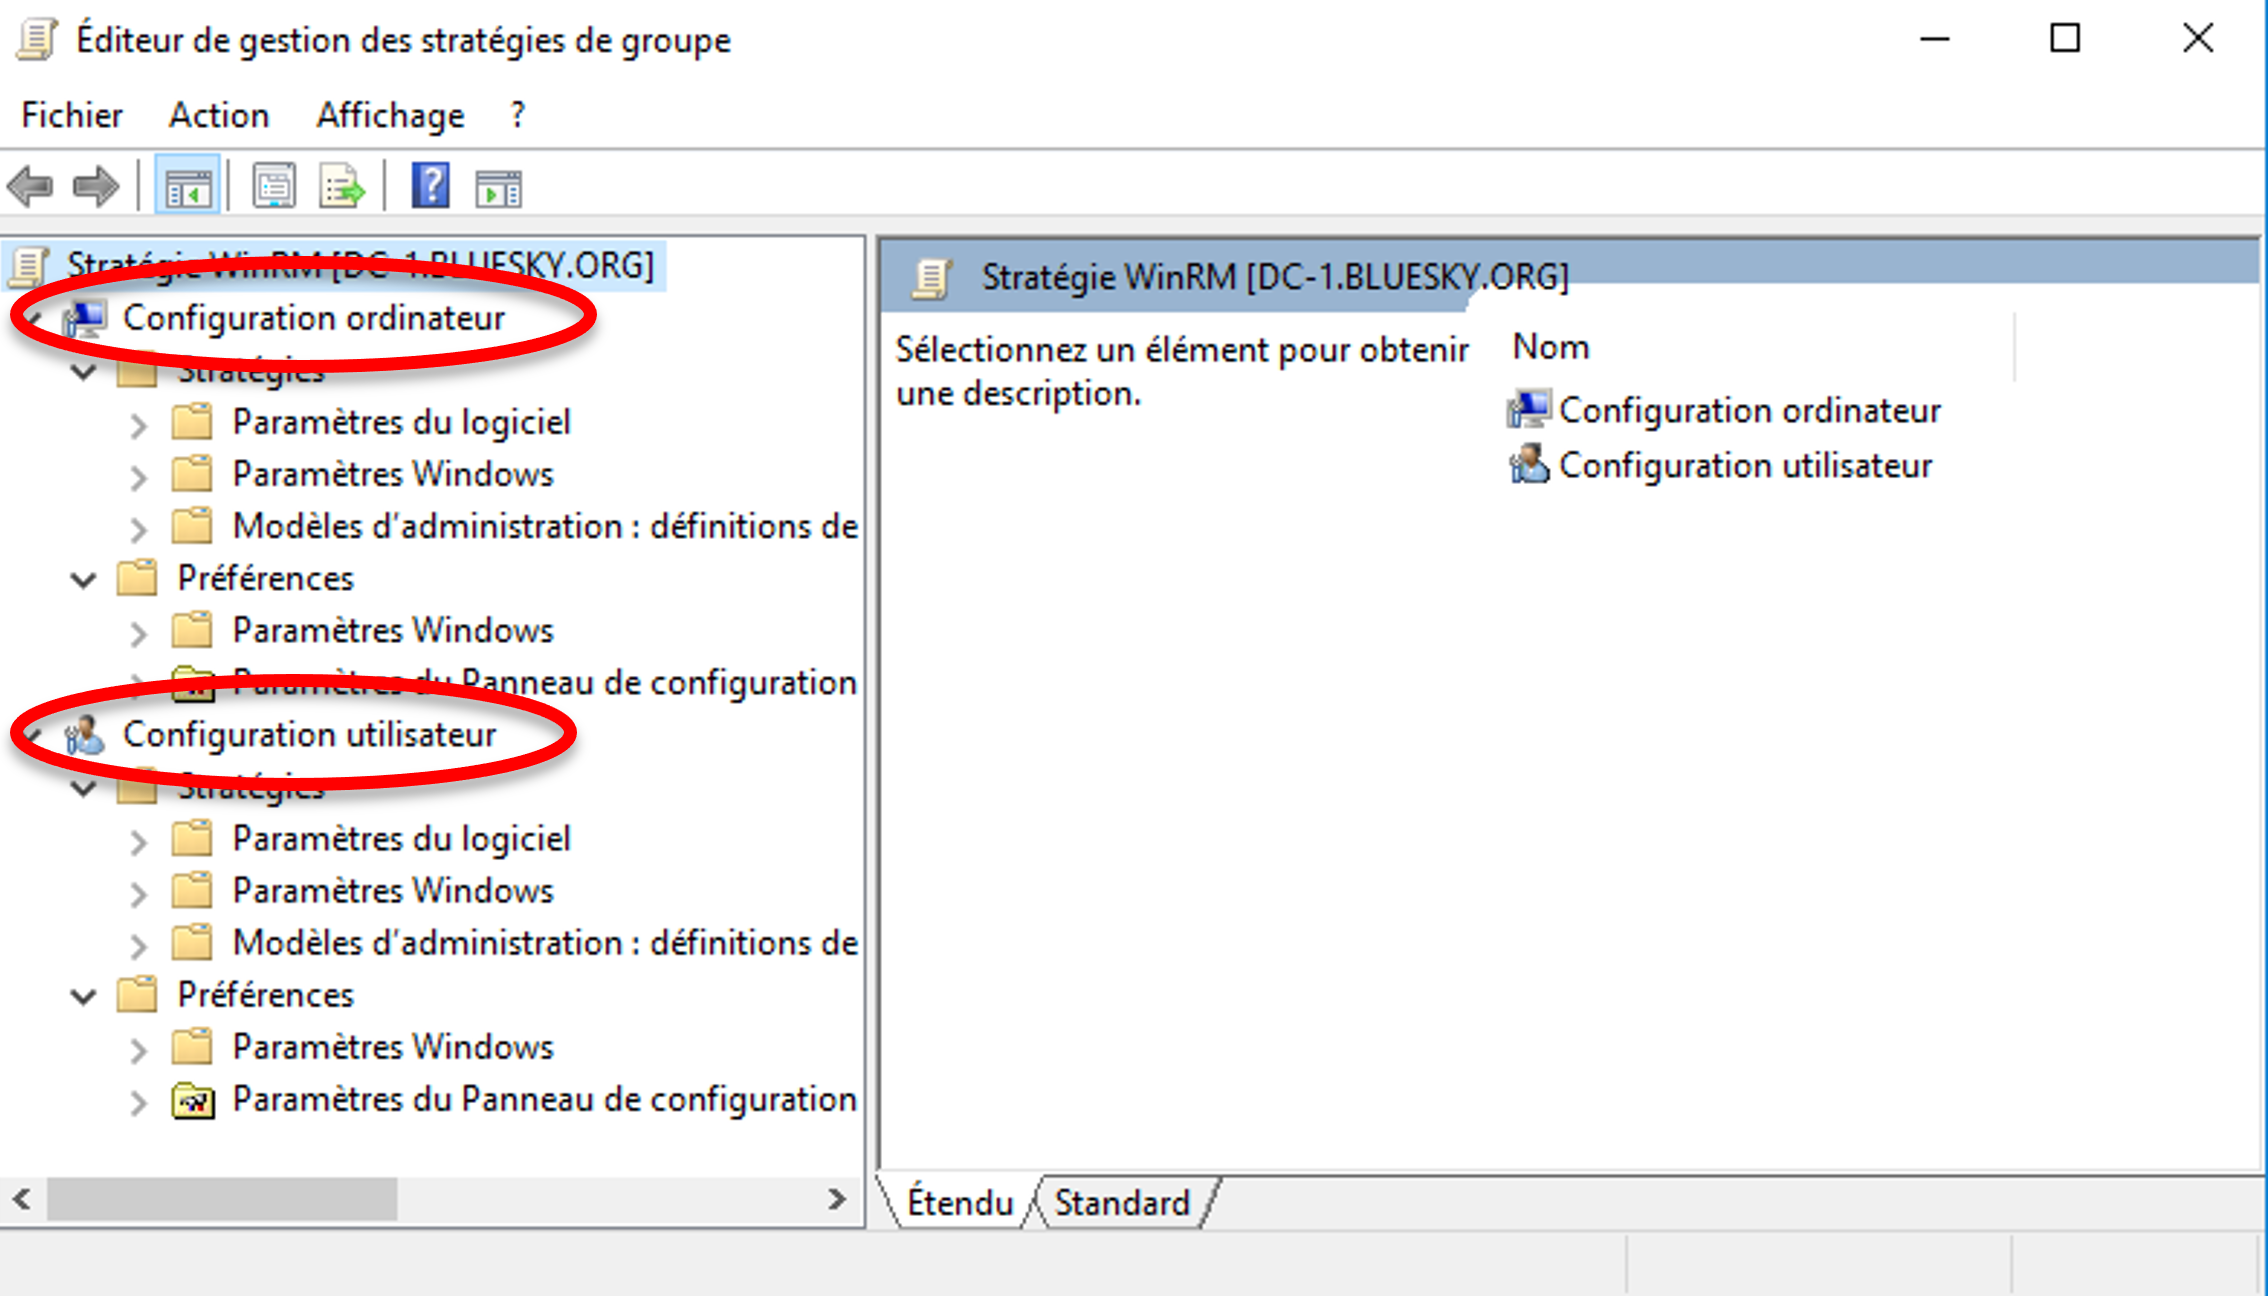 Éditeur de gestion des stratégies de groupe
Fichier Action Affichage ?
Stratégie WinRM [DC-1.BLUESKY.ORG]
Configuration ordinateur
Stratégies
Paramètres du logiciel
Paramètres Windows
Modèles d'administration : définitions de
Préférences
Paramètres Windows
Paramètres du Panneau de configuration
Configuration utilisateur
Stratégies
Paramètres du logiciel
Paramètres Windows
Modèles d'administration : définitions de
Préférences
Paramètres Windows
Paramètres du Panneau de configuration
Stratégie WinRM [DC-1.BLUESKY.ORG]
Sélectionnez un élément pour obtenir
une description.
Nom
Configuration ordinateur
Configuration utilisateur
Étendu Standard